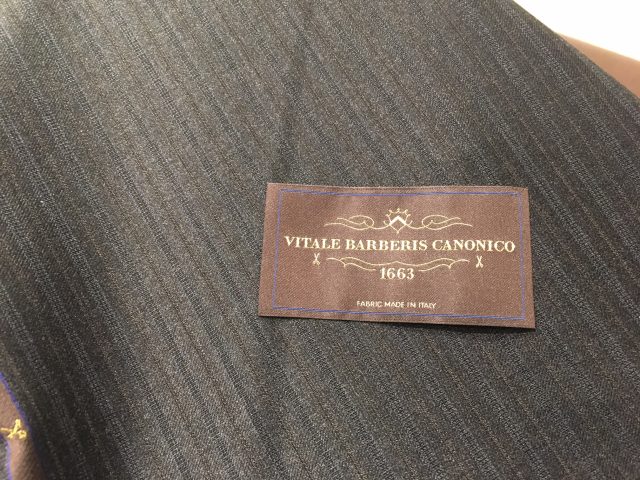 VITALE BARBERIS CANONICO
1663
FABRIC MADE IN ITALY